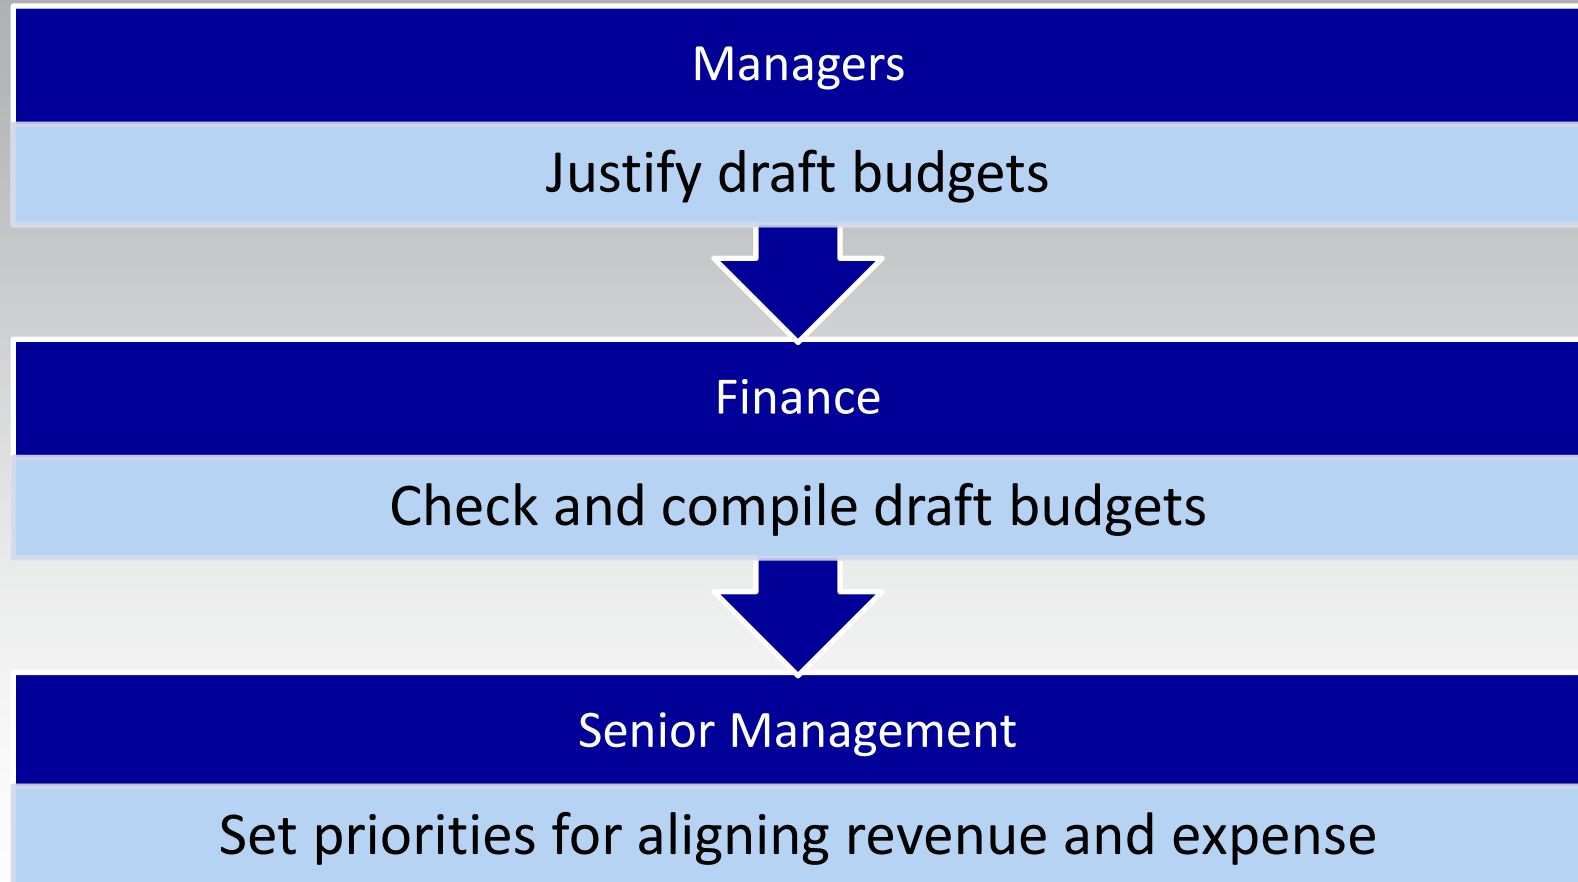 Managers
Justify draft budgets
Finance
Check and compile draft budgets
Senior Management
Set priorities for aligning revenue and expense